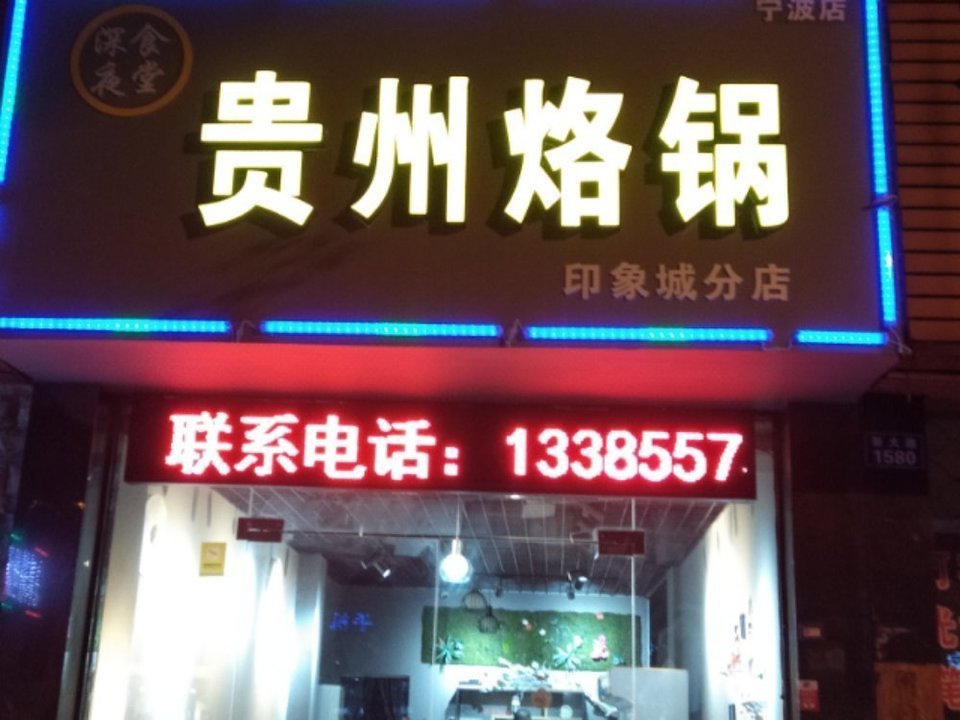 宁波店
深食
夜堂
贵州烙锅
印象城分店
联系电话：1338557
1580